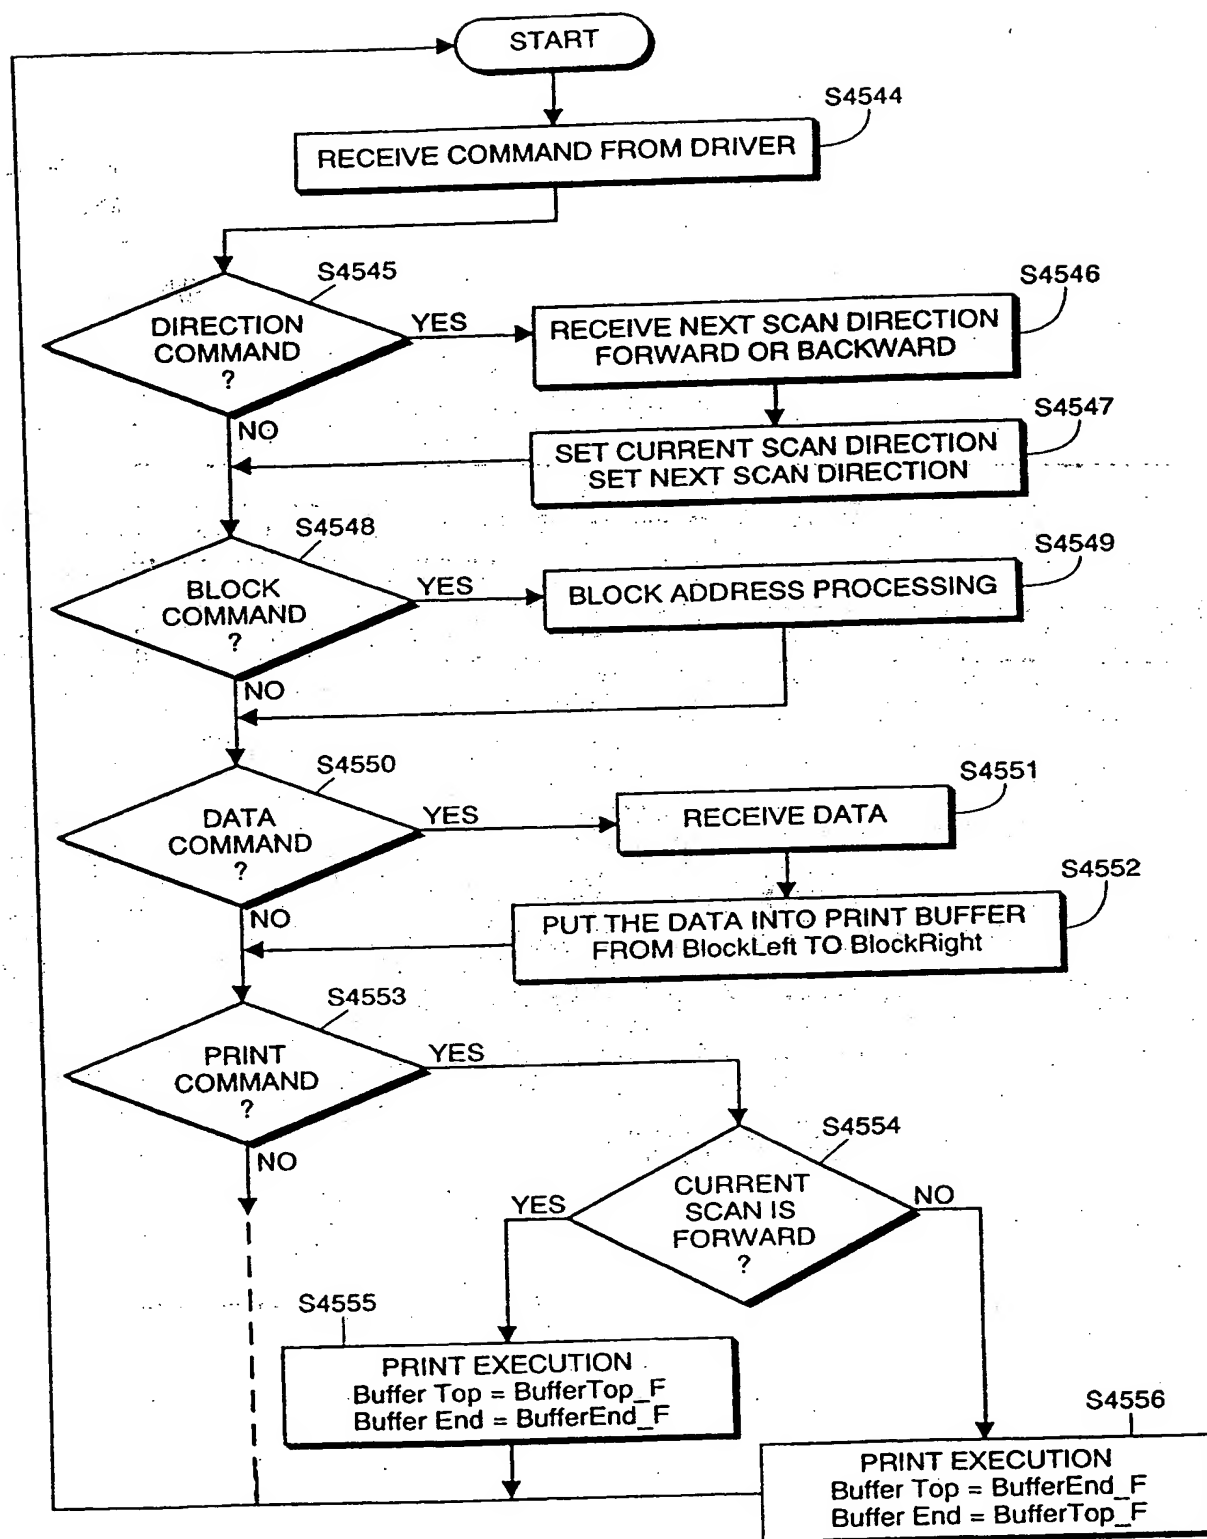 START
S4544
RECEIVE COMMAND FROM DRIVER
S4545
DIRECTION
COMMAND
?
YES
NO
S4546
RECEIVE NEXT SCAN DIRECTION
FORWARD OR BACKWARD
S4547
SET CURRENT SCAN DIRECTION
SET NEXT SCAN DIRECTION
S4548
BLOCK
COMMAND
?
YES
NO
S4549
BLOCK ADDRESS PROCESSING
S4550
DATA
COMMAND
?
YES
NO
S4551
RECEIVE DATA
S4552
PUT THE DATA INTO PRINT BUFFER
FROM BlockLeft TO BlockRight
S4553
PRINT
COMMAND
?
YES
NO
S4554
CURRENT
SCAN IS
FORWARD
?
YES
NO
S4555
PRINT EXECUTION
Buffer Top = BufferTop_F
Buffer End = BufferEnd_F
S4556
PRINT EXECUTION
Buffer Top = BufferEnd_F
Buffer End = BufferTop_F